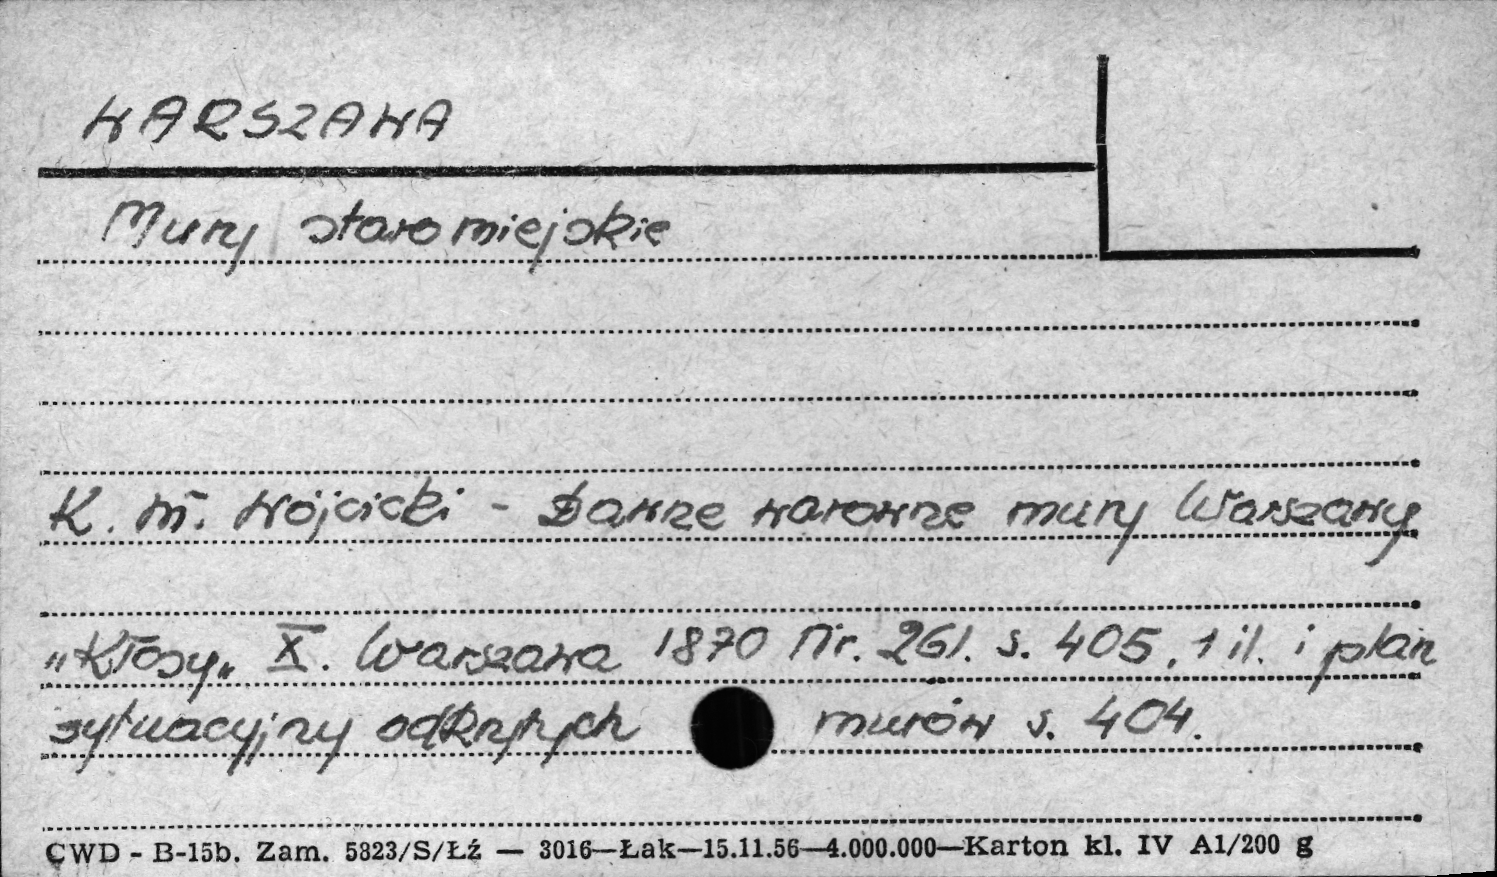 WARSZAWA
Mury staromiejskie
K. Wł. Wójcicki - Dawne warowne mury Warszawy
„Kłosy„ X. Warszawa 1870 Nr. 261. s. 405, 1 il. i plan
sytuacyjny odkrytych murów s. 404.
CWD - B-15b. Zam. 5823/S/Łź — 3016—Łak—15.11.56—4.000.000—Karton kl. IV A1/200 g